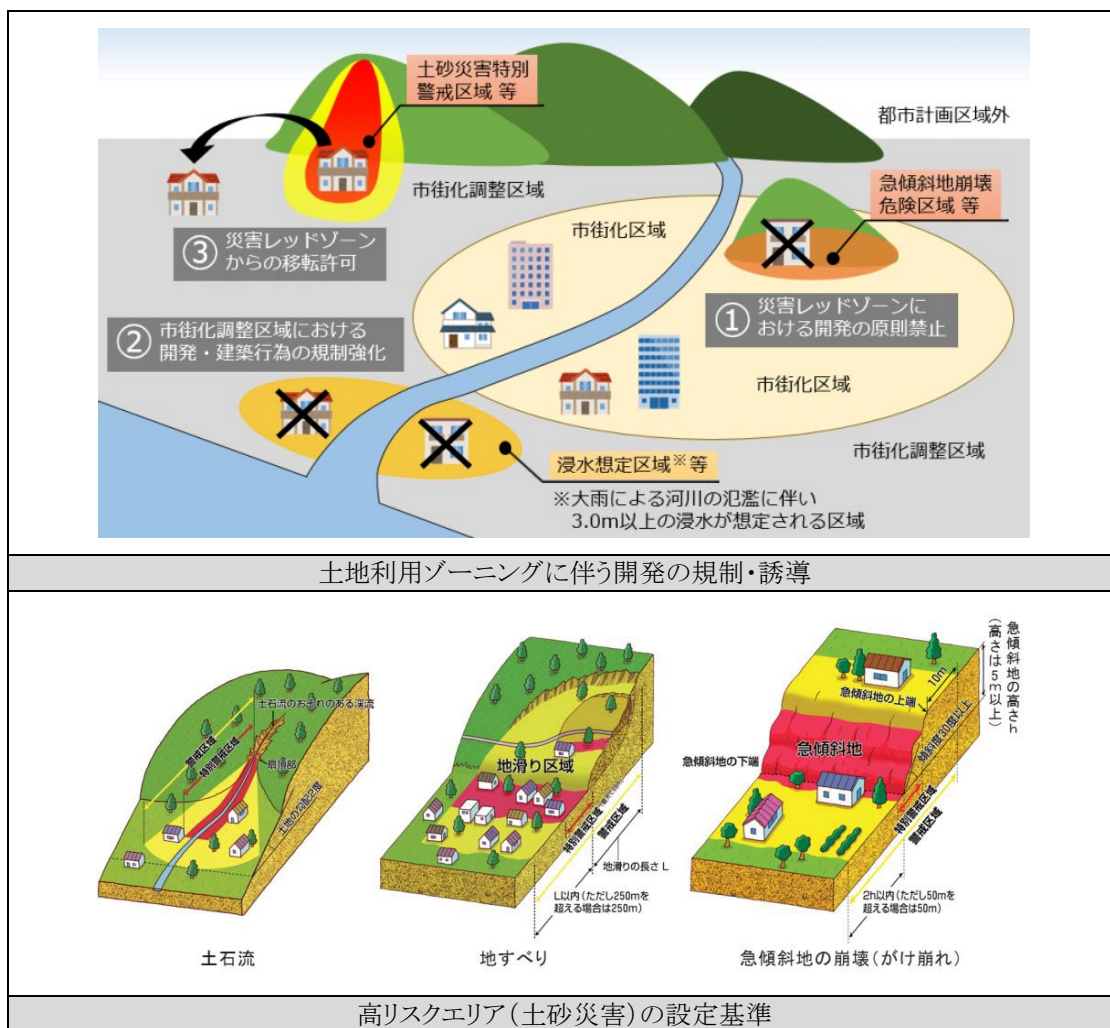 土砂災害特別
警戒区域 等
都市計画区域外
市街化調整区域
急傾斜地崩壊
危険区域 等
市街化区域
③ 災害レッドゾーン
からの移転許可
① 災害レッドゾーンに
おける開発の原則禁止
② 市街化調整区域における
開発・建築行為の規制強化
市街化区域
市街化調整区域
浸水想定区域※等
※大雨による河川の氾濫に伴い
3.0m以上の浸水が想定される区域
土地利用ゾーニングに伴う開発の規制・誘導
土石流のおそれのある渓流
警戒区域
特別警戒区域
扇頂部
土地の勾配2度
土石流
地滑り区域
特別警戒区域
警戒区域
地滑りの長さ L
L以内(ただし250mを
超える場合は250m)
地すべり
急傾斜地の高さh
(高さは5m以上)
10m
急傾斜地の上端
急傾斜地
傾斜度30度以上
急傾斜地の下端
特別警戒区域
警戒区域
2h以内(ただし50mを
超える場合は50m)
急傾斜地の崩壊(がけ崩れ)
高リスクエリア(土砂災害)の設定基準